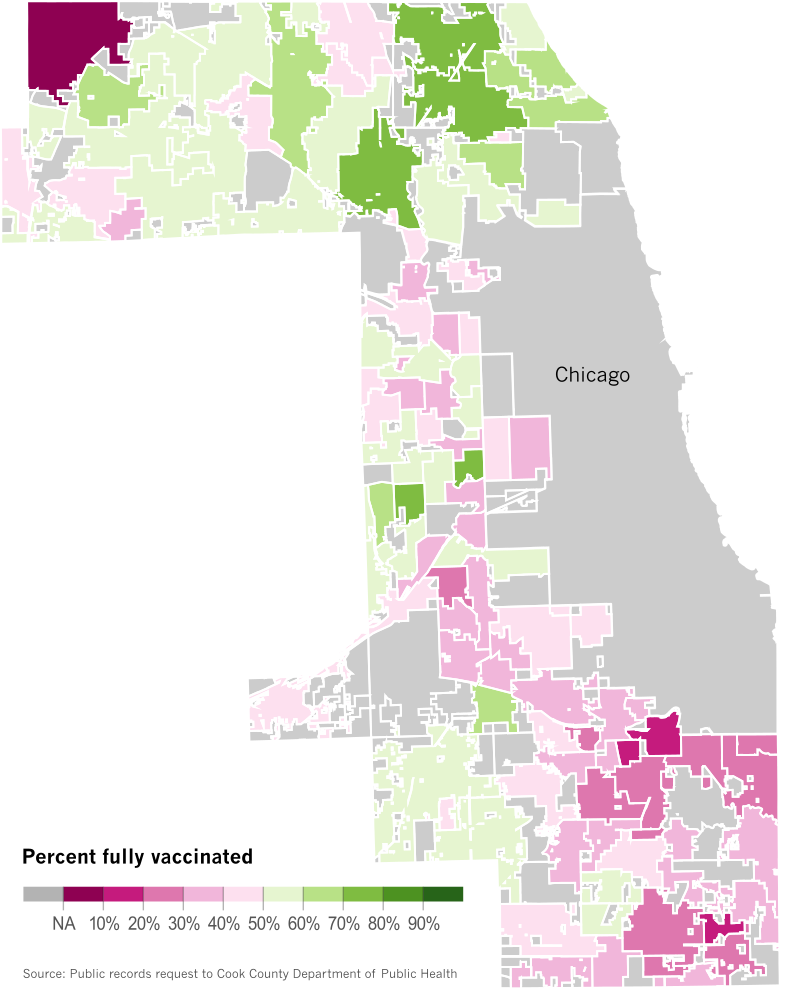 Chicago
Percent fully vaccinated
NA 10% 20% 30% 40% 50% 60% 70% 80% 90%
Source: Public records request to Cook County Department of Public Health